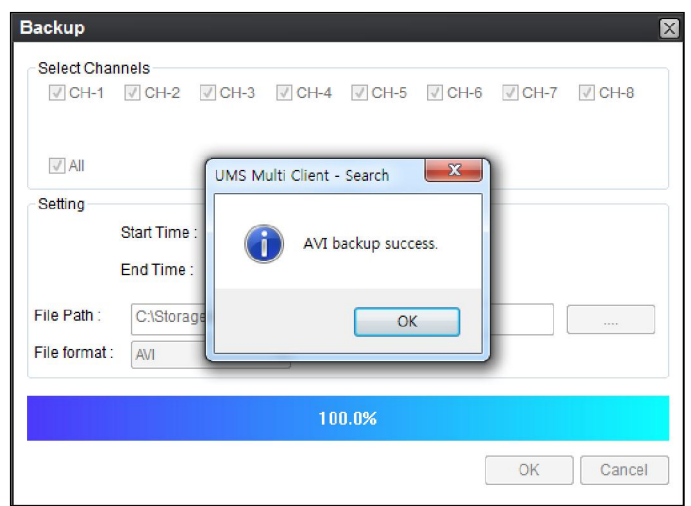 Backup
Select Channels
CH-1 CH-2 CH-3 CH-4 CH-5 CH-6 CH-7 CH-8
All
UMS Multi Client - Search
Setting
Start Time :
AVI backup success.
End Time :
File Path : C:\Storage ....
OK
File format : AVI
100.0%
OK Cancel